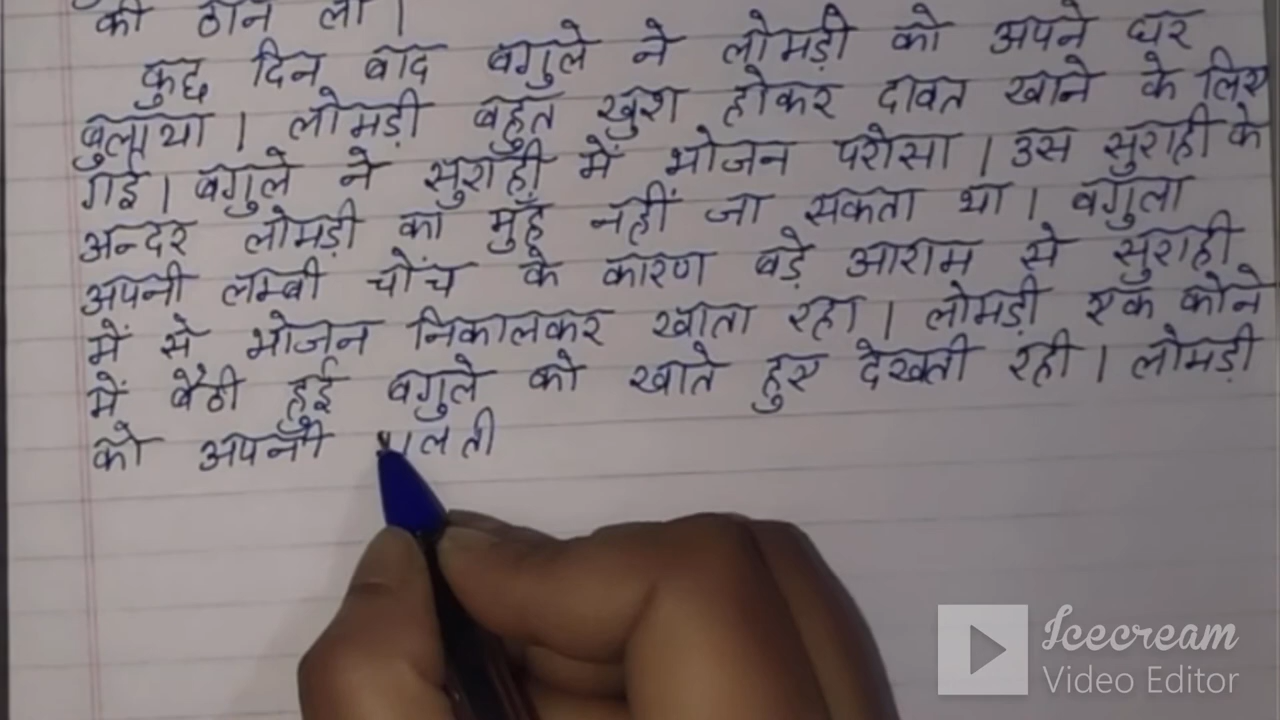 की ठान ली।
कुछ दिन बाद बगुले ने लोमड़ी को अपने घर
बुलाया। लोमड़ी बहुत खुश होकर दावत खाने के लिए
गई। बगुले ने सुराही में भोजन परोसा। उस सुराही के
अन्दर लोमड़ी का मुँह नहीं जा सकता था। बगुला
अपनी लम्बी चोंच के कारण बड़े आराम से सुराही
में से भोजन निकालकर खाता रहा। लोमड़ी एक कोने
में बैठी हुई बगुले को खाते हुए देखती रही। लोमड़ी
को अपनी गलती
Icecream
Video Editor